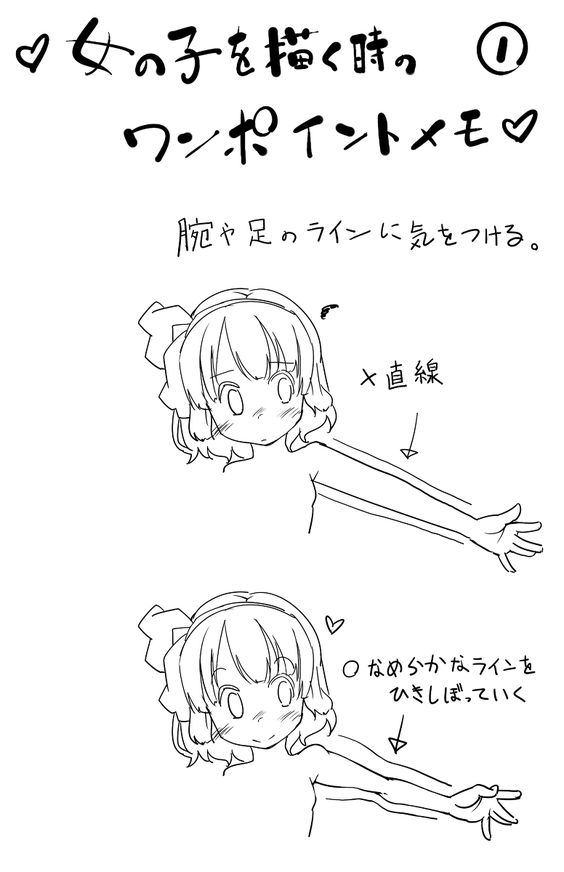 ♡女の子を描く時の ①
ワンポイントメモ♡
腕や足のラインに気をつける。
×直線
○なめらかなラインを
ひきしぼっていく